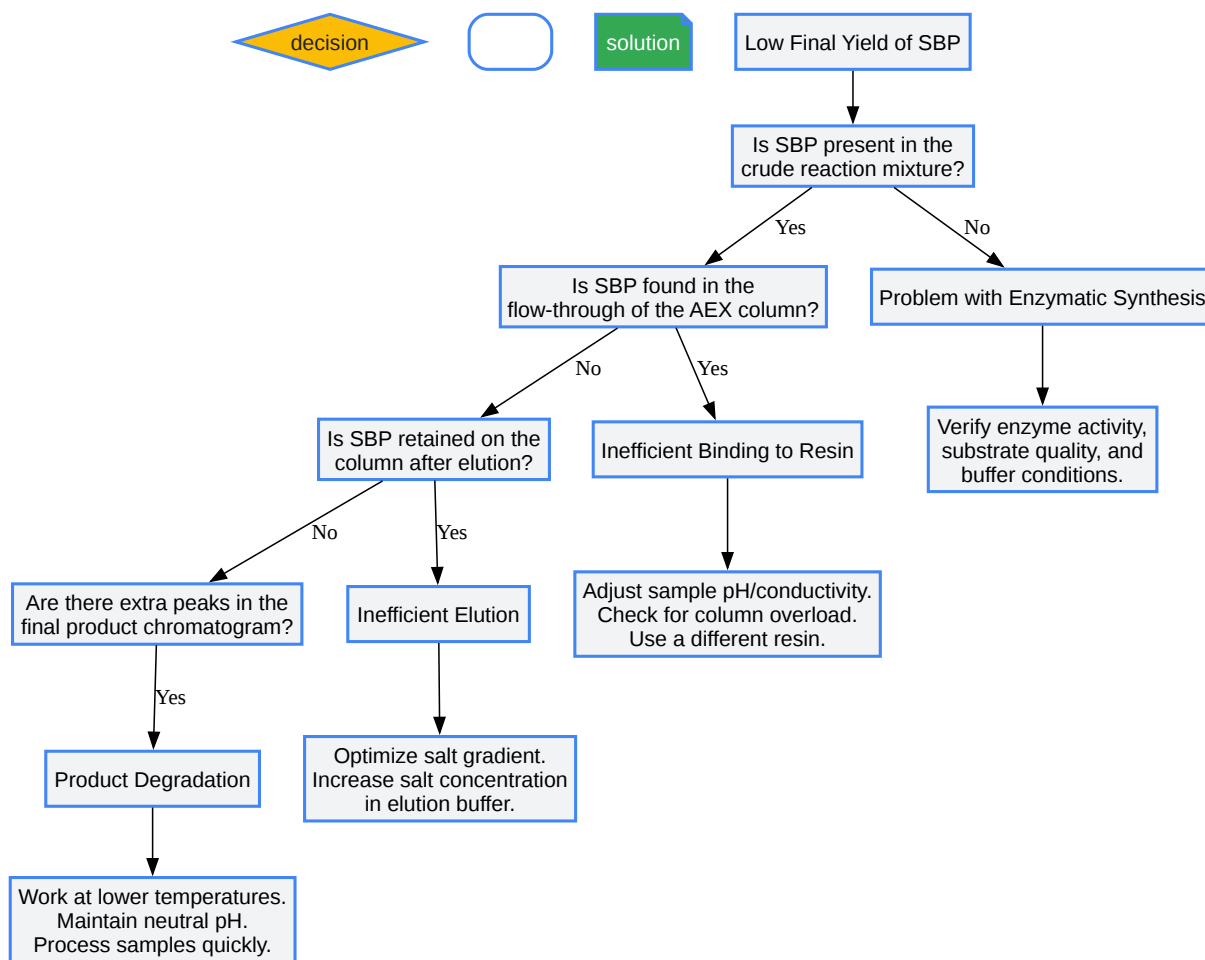 decision
solution
Low Final Yield of SBP
Is SBP present in the
crude reaction mixture?
Yes
No
Is SBP found in the
flow-through of the AEX column?
Problem with Enzymatic Synthesis
No
Yes
Is SBP retained on the
column after elution?
Inefficient Binding to Resin
Verify enzyme activity,
substrate quality, and
buffer conditions.
No
Yes
Are there extra peaks in the
final product chromatogram?
Inefficient Elution
Adjust sample pH/conductivity.
Check for column overload.
Use a different resin.
Yes
Product Degradation
Optimize salt gradient.
Increase salt concentration
in elution buffer.
Work at lower temperatures.
Maintain neutral pH.
Process samples quickly.